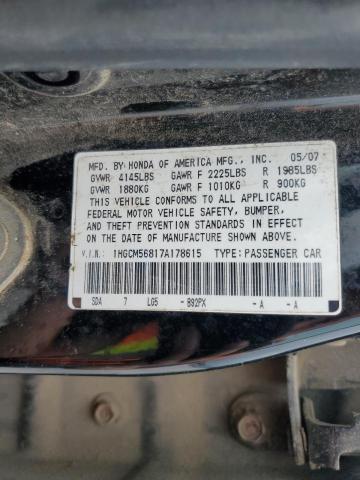 MFD. BY HONDA OF AMERICA MFG., INC. 05/07
GVWR 4145LBS GAWR F 2225LBS R 1985LBS
GVWR 1880KG GAWR F 1010KG R 900KG
THIS VEHICLE CONFORMS TO ALL APPLICABLE
FEDERAL MOTOR VEHICLE SAFETY, BUMPER,
AND THEFT PREVENTION STANDARDS IN EFFECT
ON THE DATE OF MANUFACTURE SHOWN ABOVE.
V.I.N.: 1HGCM56817A178615 TYPE: PASSENGER CAR
SDA 7 LG5 - B92PX - A - A